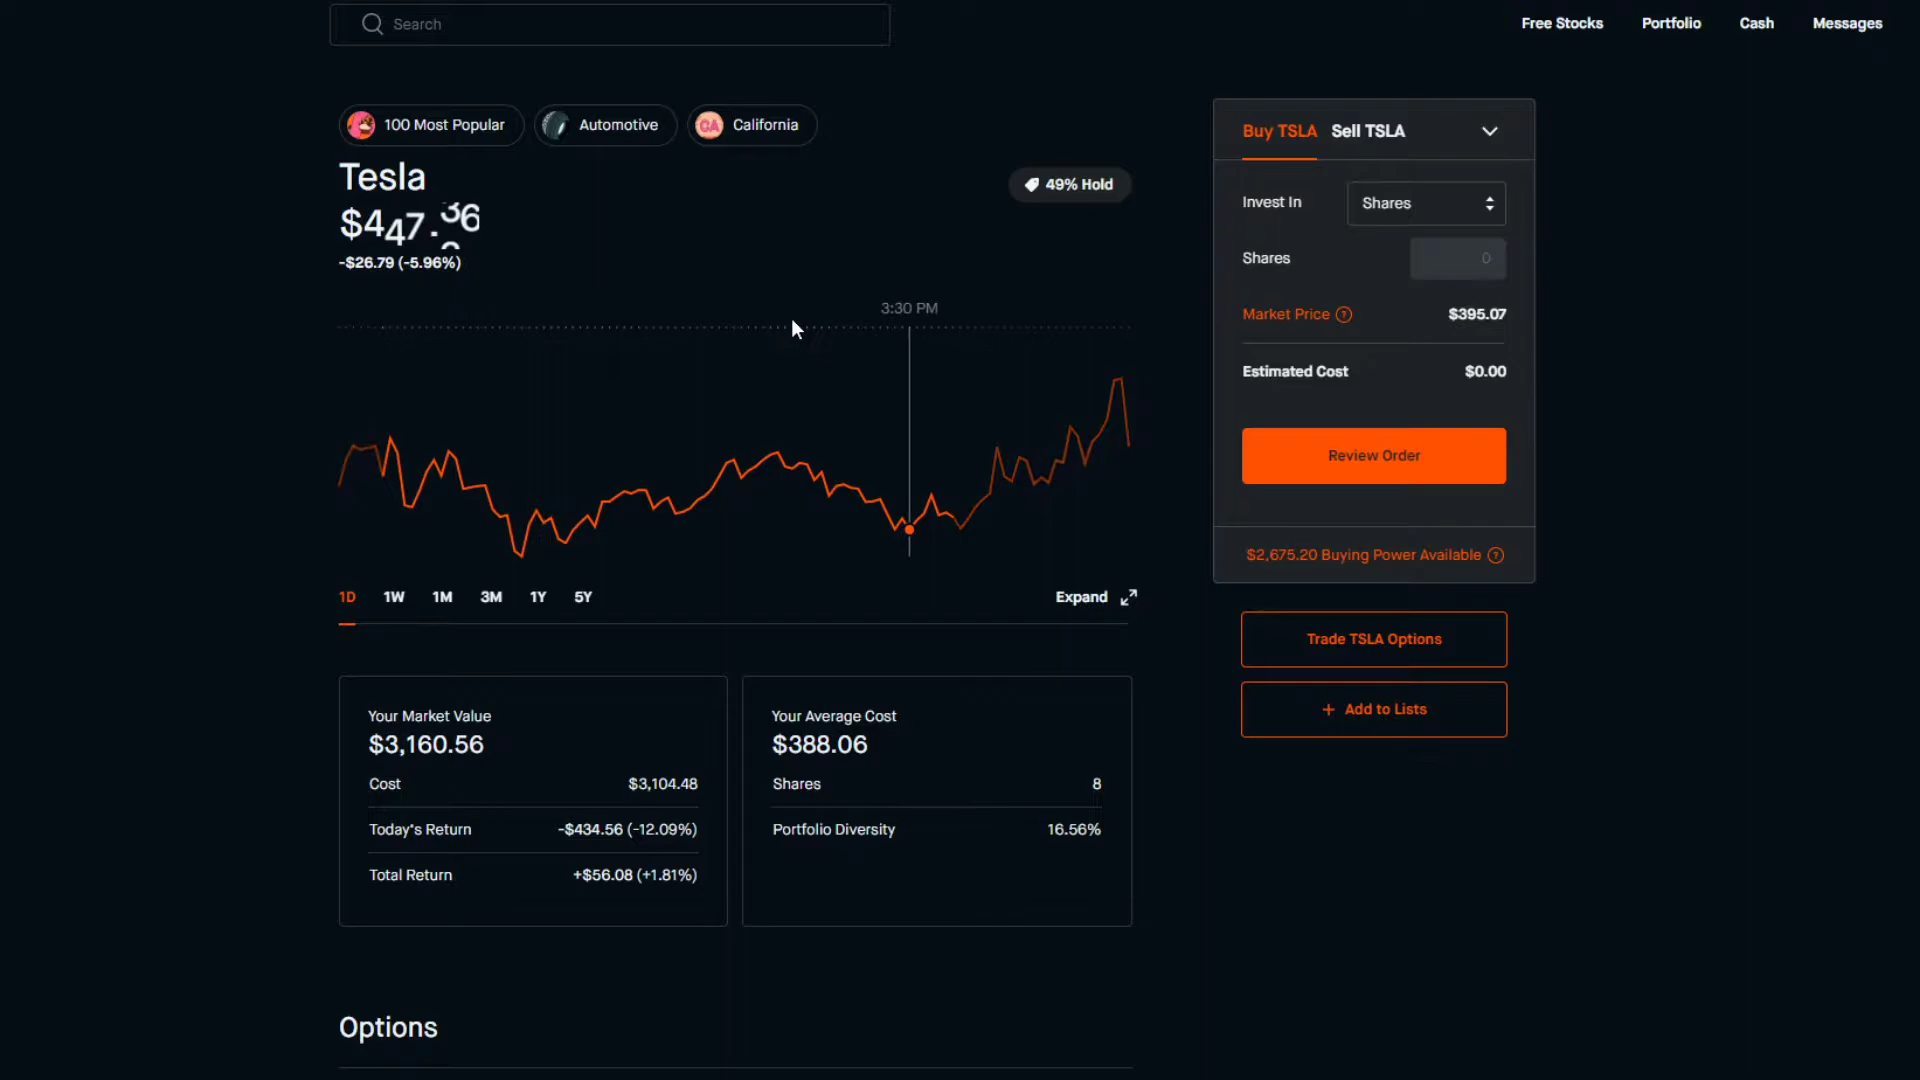 Search
Free Stocks Portfolio Cash Messages
100 Most Popular
Automotive
CA California
Tesla
49% Hold
-$26.79 (-5.96%)
3:30 PM
1D 1W 1M 3M 1Y 5Y
Expand
Your Market Value
$3,160.56
Cost $3,104.48
Today's Return -$434.56 (-12.09%)
Total Return +$56.08 (+1.81%)
Your Average Cost
$388.06
Shares 8
Portfolio Diversity 16.56%
Options
Buy TSLA Sell TSLA
Invest In Shares
Shares 0
Market Price ? $395.07
Estimated Cost $0.00
Review Order
$2,675.20 Buying Power Available ?
Trade TSLA Options
+ Add to Lists